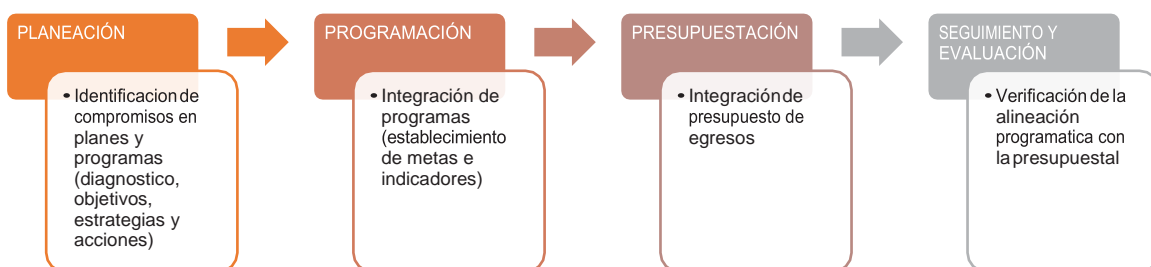 PLANEACIÓN
• Identificacion de
compromisos en
planes y
programas
(diagnostico,
objetivos,
estrategias y
acciones)
PROGRAMACIÓN
• Integración de
programas
(establecimiento
de metas e
indicadores)
PRESUPUESTACIÓN
• Integración de
presupuesto de
egresos
SEGUIMIENTO Y
EVALUACIÓN
• Verificación de la
alineación
programatica con
la presupuestal